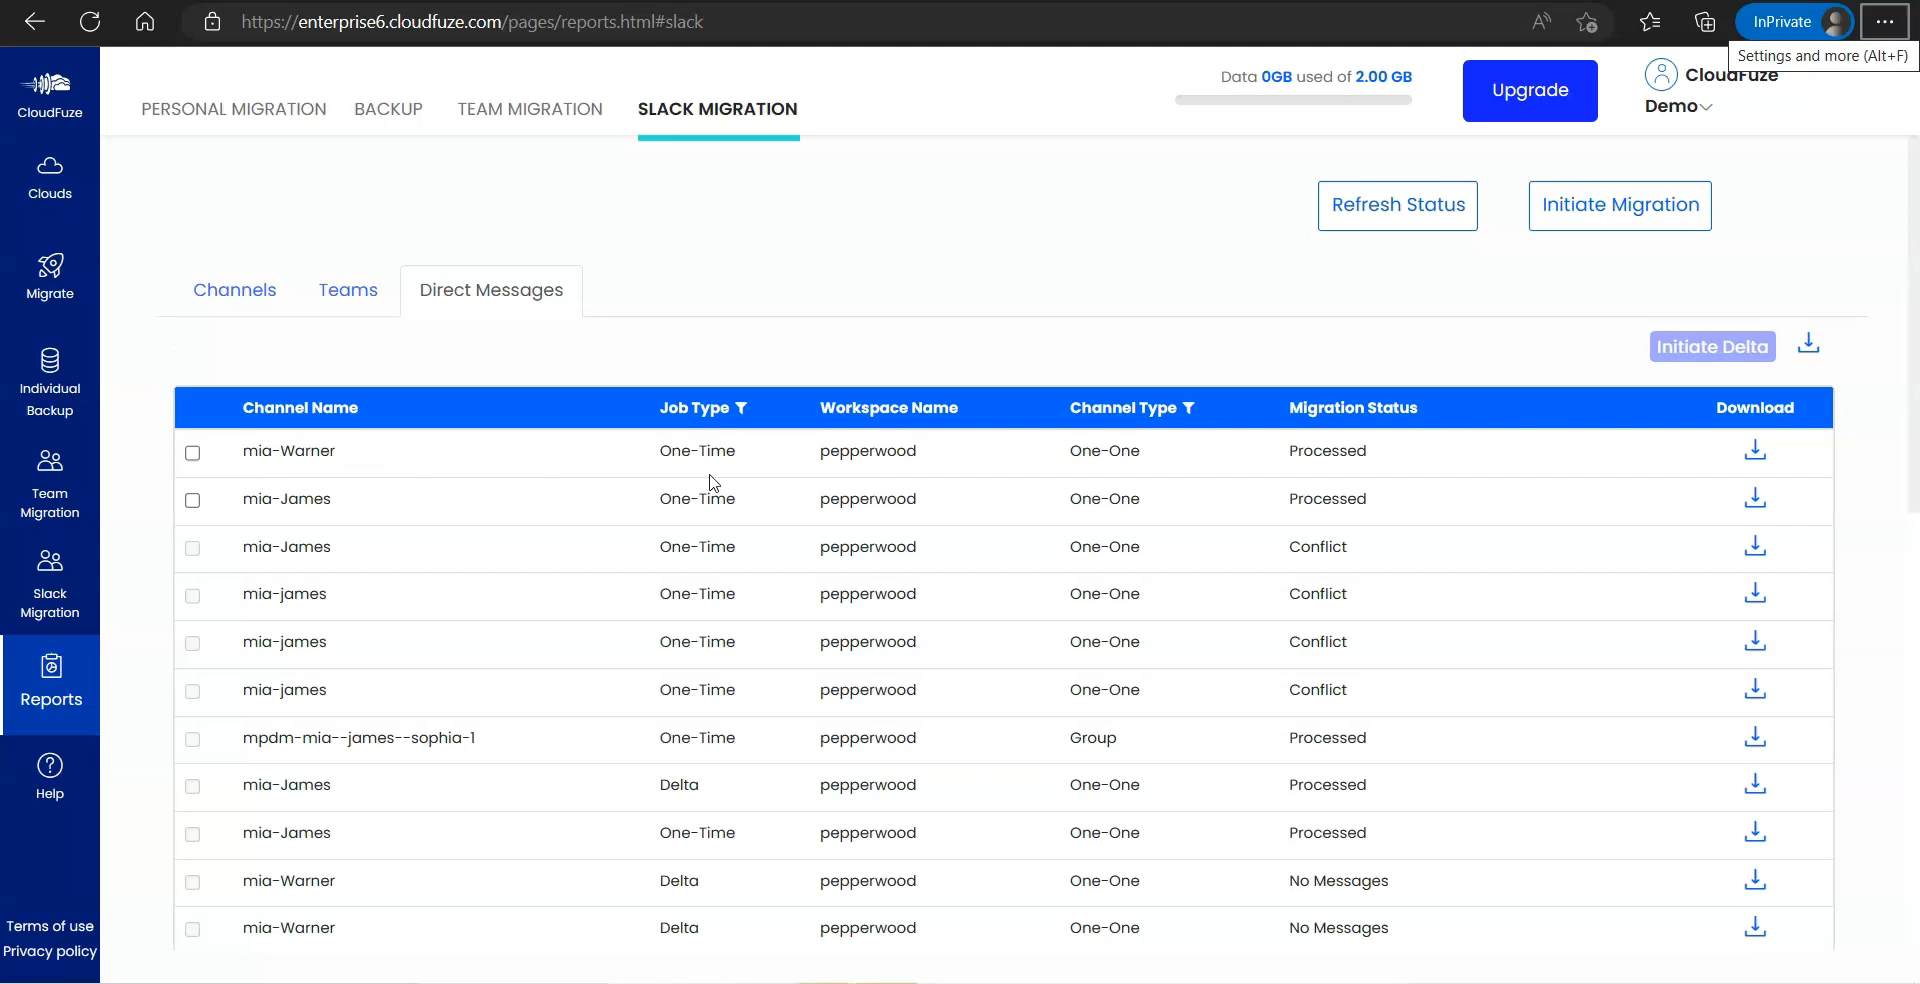 https://enterprise6.cloudfuze.com/pages/reports.html#slack
InPrivate
Settings and more (Alt+F)
CloudFuze
PERSONAL MIGRATION BACKUP TEAM MIGRATION SLACK MIGRATION
Data 0GB used of 2.00 GB
Upgrade
CloudFuze
Demo
Clouds
Migrate
Individual
Backup
Team
Migration
Slack
Migration
Reports
Help
Terms of use
Privacy policy
Refresh Status Initiate Migration
Channels Teams Direct Messages
Initiate Delta
Channel Name Job Type Workspace Name Channel Type Migration Status Download
mia-Warner One-Time pepperwood One-One Processed
mia-James One-Time pepperwood One-One Processed
mia-James One-Time pepperwood One-One Conflict
mia-james One-Time pepperwood One-One Conflict
mia-james One-Time pepperwood One-One Conflict
mia-james One-Time pepperwood One-One Conflict
mpdm-mia--james--sophia-1 One-Time pepperwood Group Processed
mia-James Delta pepperwood One-One Processed
mia-James One-Time pepperwood One-One Processed
mia-Warner Delta pepperwood One-One No Messages
mia-Warner Delta pepperwood One-One No Messages